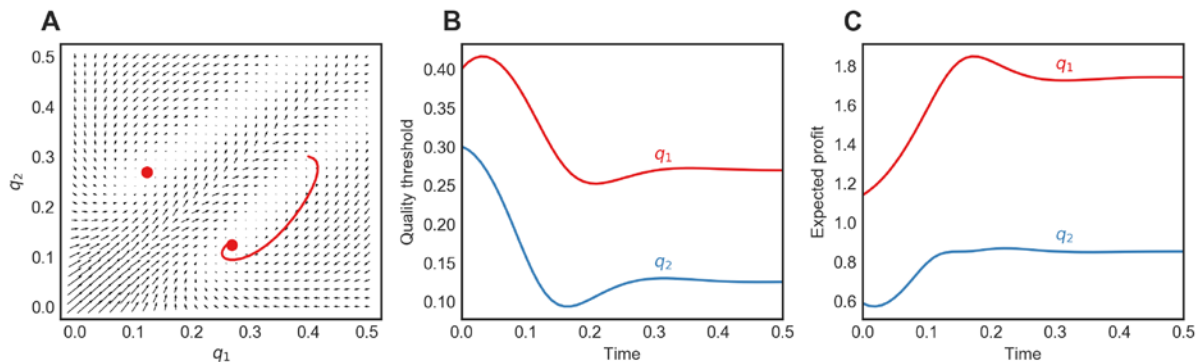 A
B
C
0.5
0.4
0.3
0.2
0.1
0.0
q₂
0.0 0.1 0.2 0.3 0.4 0.5
q₁
0.40
0.35
0.30
0.25
0.20
0.15
0.10
Quality threshold
q₁
q₂
0.0 0.1 0.2 0.3 0.4 0.5
Time
1.8
1.6
1.4
1.2
1.0
0.8
0.6
Expected profit
q₁
q₂
0.0 0.1 0.2 0.3 0.4 0.5
Time